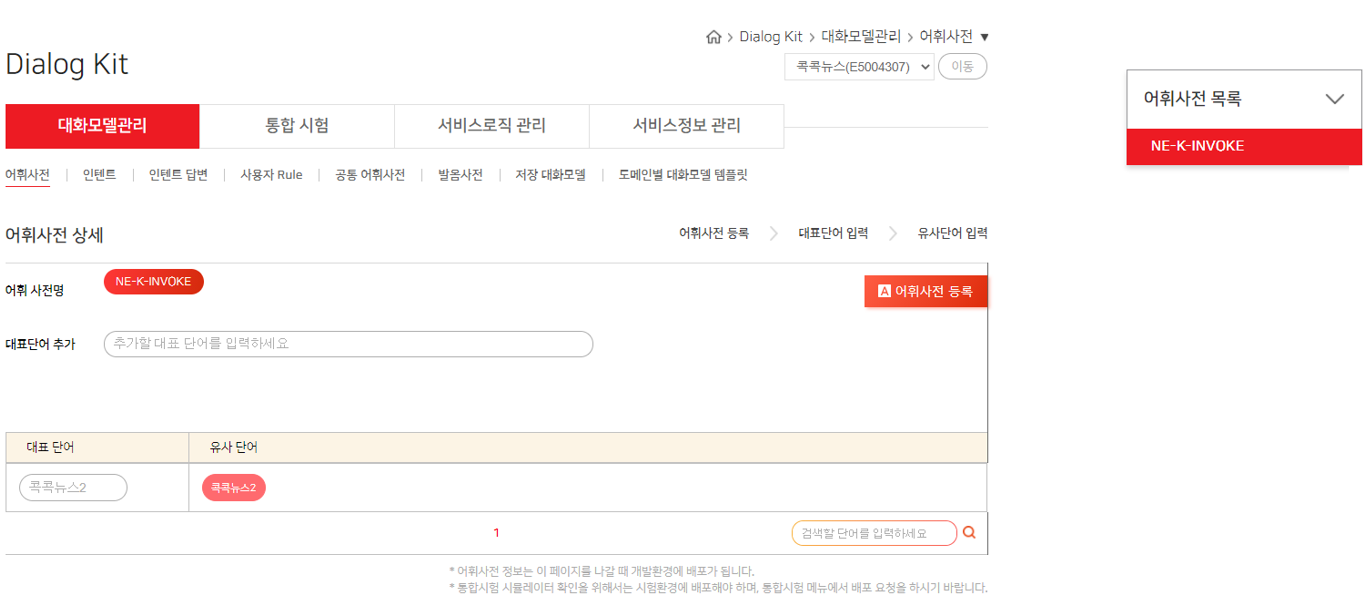 Dialog Kit > 대화모델관리 > 어휘사전 ▼
Dialog Kit
콕콕뉴스(E5004307) 이동
어휘사전 목록
NE-K-INVOKE
대화모델관리 통합 시험 서비스로직 관리 서비스정보 관리
어휘사전 | 인텐트 | 인텐트 답변 | 사용자 Rule | 공통 어휘사전 | 발음사전 | 저장 대화모델 | 도메인별 대화모델 템플릿
어휘사전 상세
어휘사전 등록 > 대표단어 입력 > 유사단어 입력
어휘 사전명 NE-K-INVOKE
A 어휘사전 등록
대표단어 추가 추가할 대표 단어를 입력하세요
대표 단어 유사 단어
콕콕뉴스2 콕콕뉴스2
1 검색할 단어를 입력하세요
* 어휘사전 정보는 이 페이지를 나갈 때 개발환경에 배포가 됩니다.
* 통합시험 시뮬레이터 확인을 위해서는 시험환경에 배포해야 하며, 통합시험 메뉴에서 배포 요청을 하시기 바랍니다.